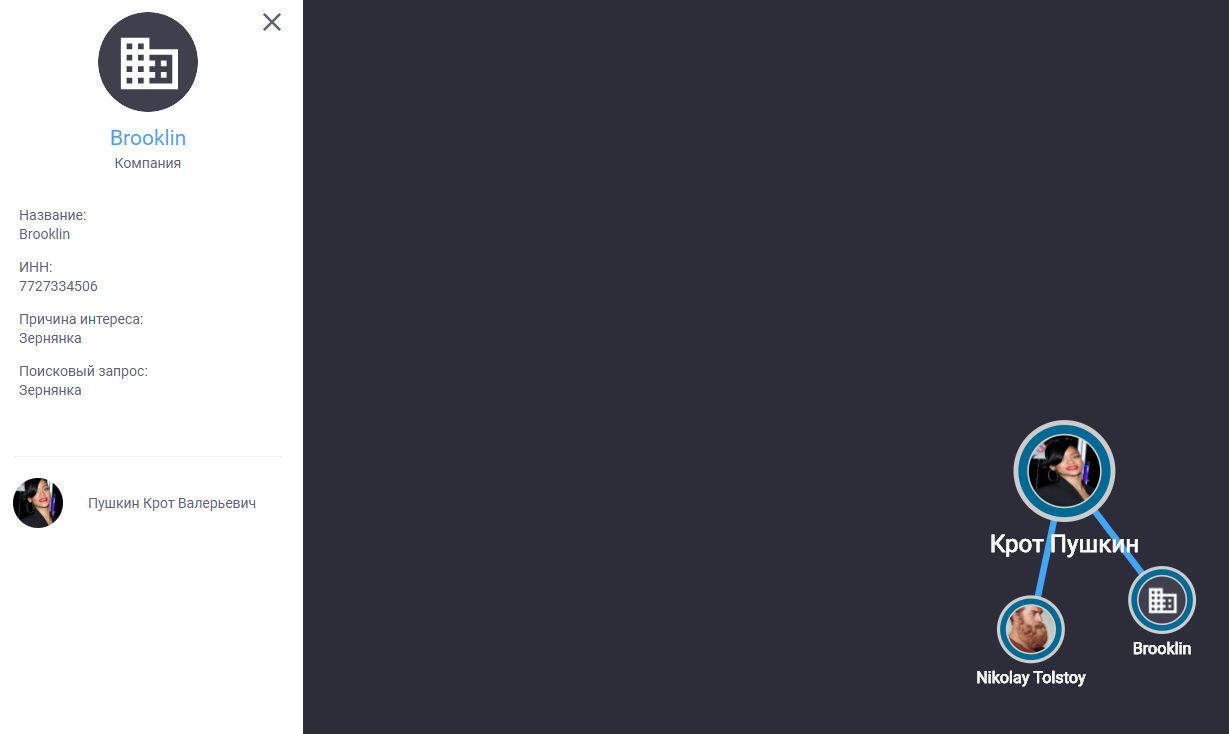 Brooklin
Компания
Название:
Brooklin
ИНН:
7727334506
Причина интереса:
Зернянка
Поисковый запрос:
Зернянка
Пушкин Крот Валерьевич
Крот Пушкин
Brooklin
Nikolay Tolstoy